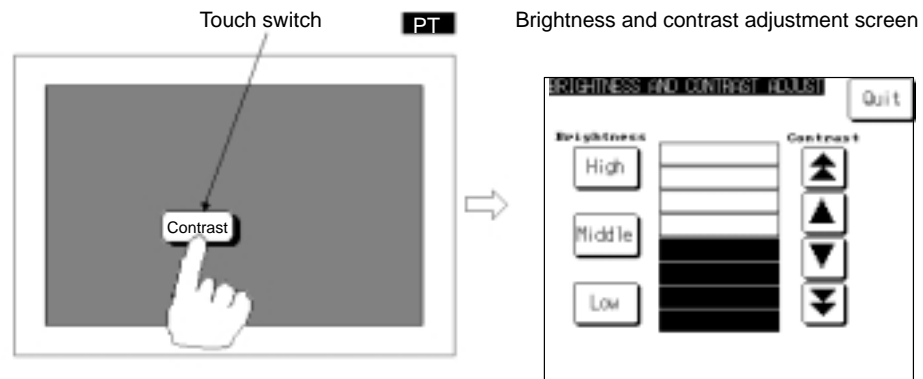 Touch switch
PT
Brightness and contrast adjustment screen
Contrast
BRIGHTNESS AND CONTRAST ADJUST
Quit
Brightness
Contrast
High
Middle
Low